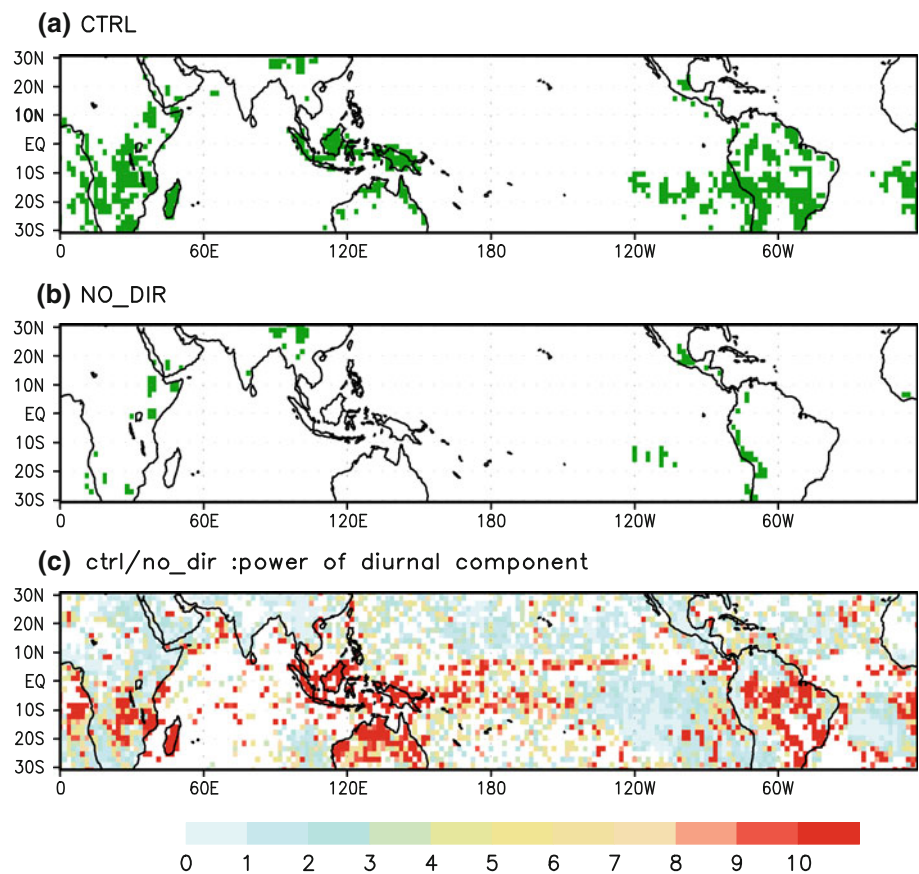 (a) CTRL
30N
20N
10N
EQ
10S
20S
30S
0 60E 120E 180 120W 60W
(b) NO_DIR
30N
20N
10N
EQ
10S
20S
30S
0 60E 120E 180 120W 60W
(c) ctrl/no_dir :power of diurnal component
30N
20N
10N
EQ
10S
20S
30S
0 60E 120E 180 120W 60W
0 1 2 3 4 5 6 7 8 9 10